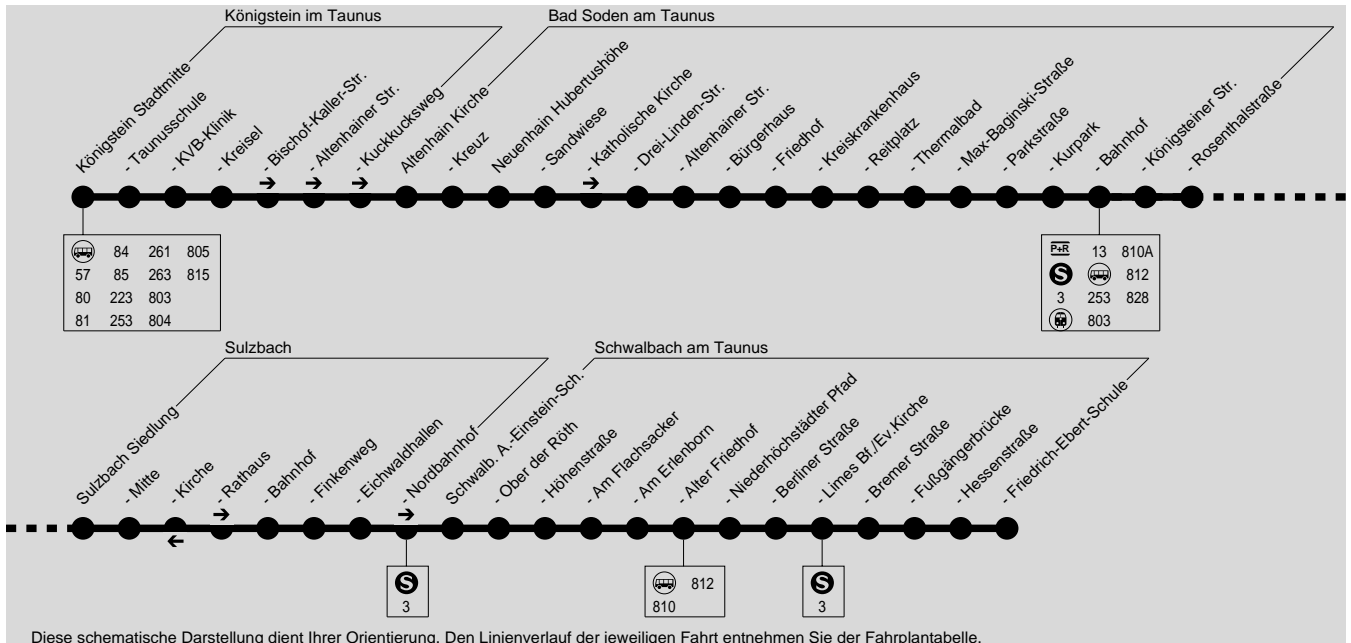 Königstein im Taunus
Bad Soden am Taunus
Königstein Stadtmitte
- Taunusschule
- KVB-Klinik
- Kreisel
- Bischof-Kaller-Str.
- Altenhainer Str.
- Kuckucksweg
Altenhain Kirche
- Kreuz
Neuenhain Hubertushöhe
- Sandwiese
- Katholische Kirche
- Drei-Linden-Str.
- Altenhainer Str.
- Bürgerhaus
- Friedhof
- Kreiskrankenhaus
- Reitplatz
- Thermalbad
- Max-Baginski-Straße
- Parkstraße
- Kurpark
- Bahnhof
- Königsteiner Str.
- Rosenthalstraße
84 261 805
57 85 263 815
80 223 803
81 253 804
P+R 13 810A
S 812
3 253 828
803
Sulzbach
Schwalbach am Taunus
Sulzbach Siedlung
- Mitte
- Kirche
- Rathaus
- Bahnhof
- Finkenweg
- Eichwaldhallen
- Nordbahnhof
Schwalb. A.-Einstein-Sch.
- Ober der Röth
- Höhenstraße
- Am Flachsacker
- Am Erlenborn
- Alter Friedhof
- Niederhöchstädter Pfad
- Berliner Straße
- Limes Bf./Ev.Kirche
- Bremer Straße
- Fußgängerbrücke
- Hessenstraße
- Friedrich-Ebert-Schule
S
3
812
810
S
3
Diese schematische Darstellung dient Ihrer Orientierung. Den Linienverlauf der jeweiligen Fahrt entnehmen Sie der Fahrplantabelle.